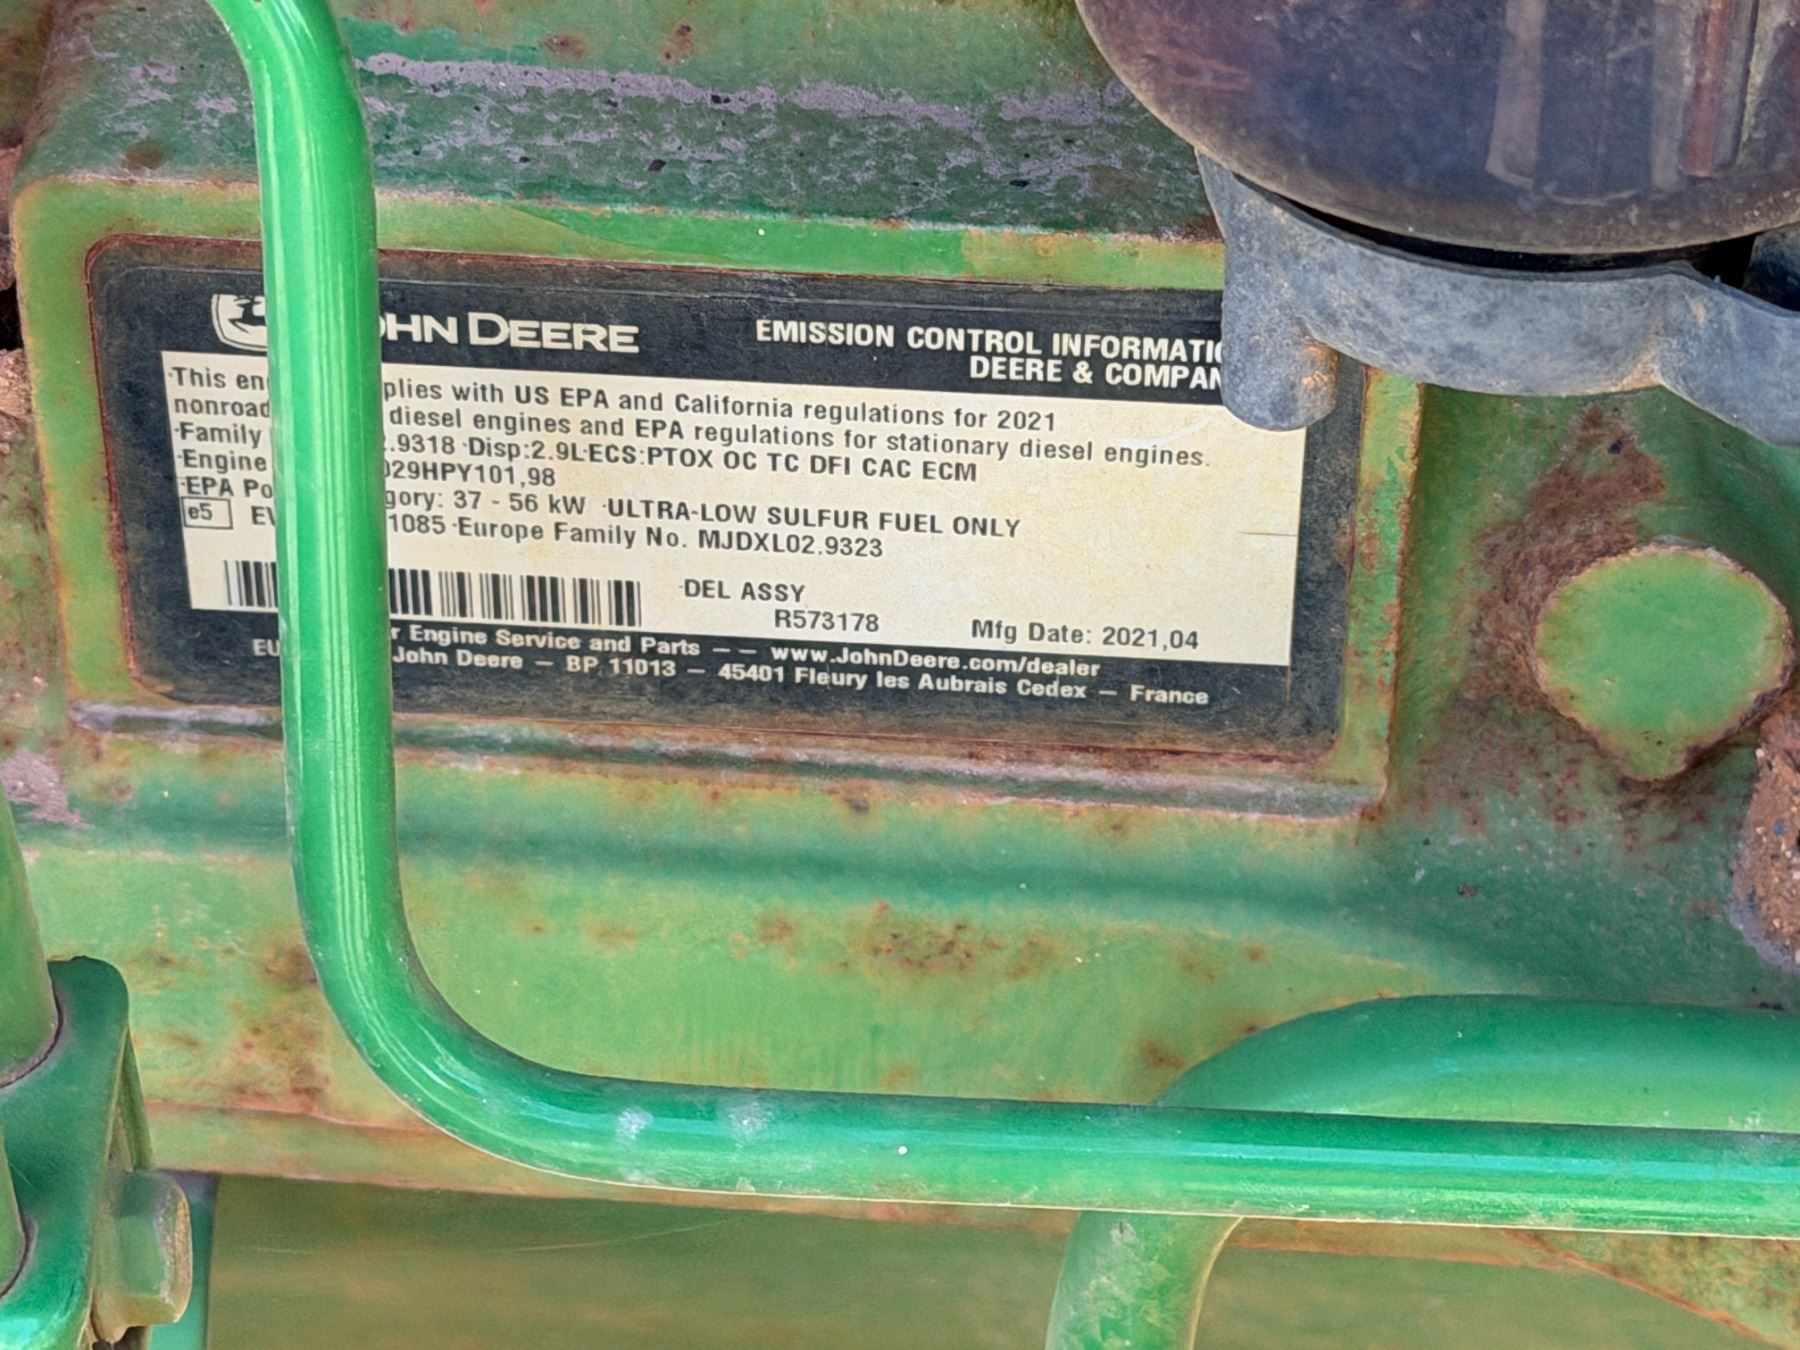 HN DEERE
EMISSION CONTROL INFORMATIO
DEERE & COMPAN
·This en plies with US EPA and California regulations for 2021
nonroad diesel engines and EPA regulations for stationary diesel engines.
·Family .9318 ·Disp:2.9L·ECS:PTOX OC TC DFI CAC ECM
·Engine 029HPY101,98
·EPA Po gory: 37 - 56 kW ·ULTRA-LOW SULFUR FUEL ONLY
e5 EV 1085 ·Europe Family No. MJDXL02.9323
·DEL ASSY
R573178 Mfg Date: 2021,04
r Engine Service and Parts – – www.JohnDeere.com/dealer
EU John Deere – BP 11013 – 45401 Fleury les Aubrais Cedex – France